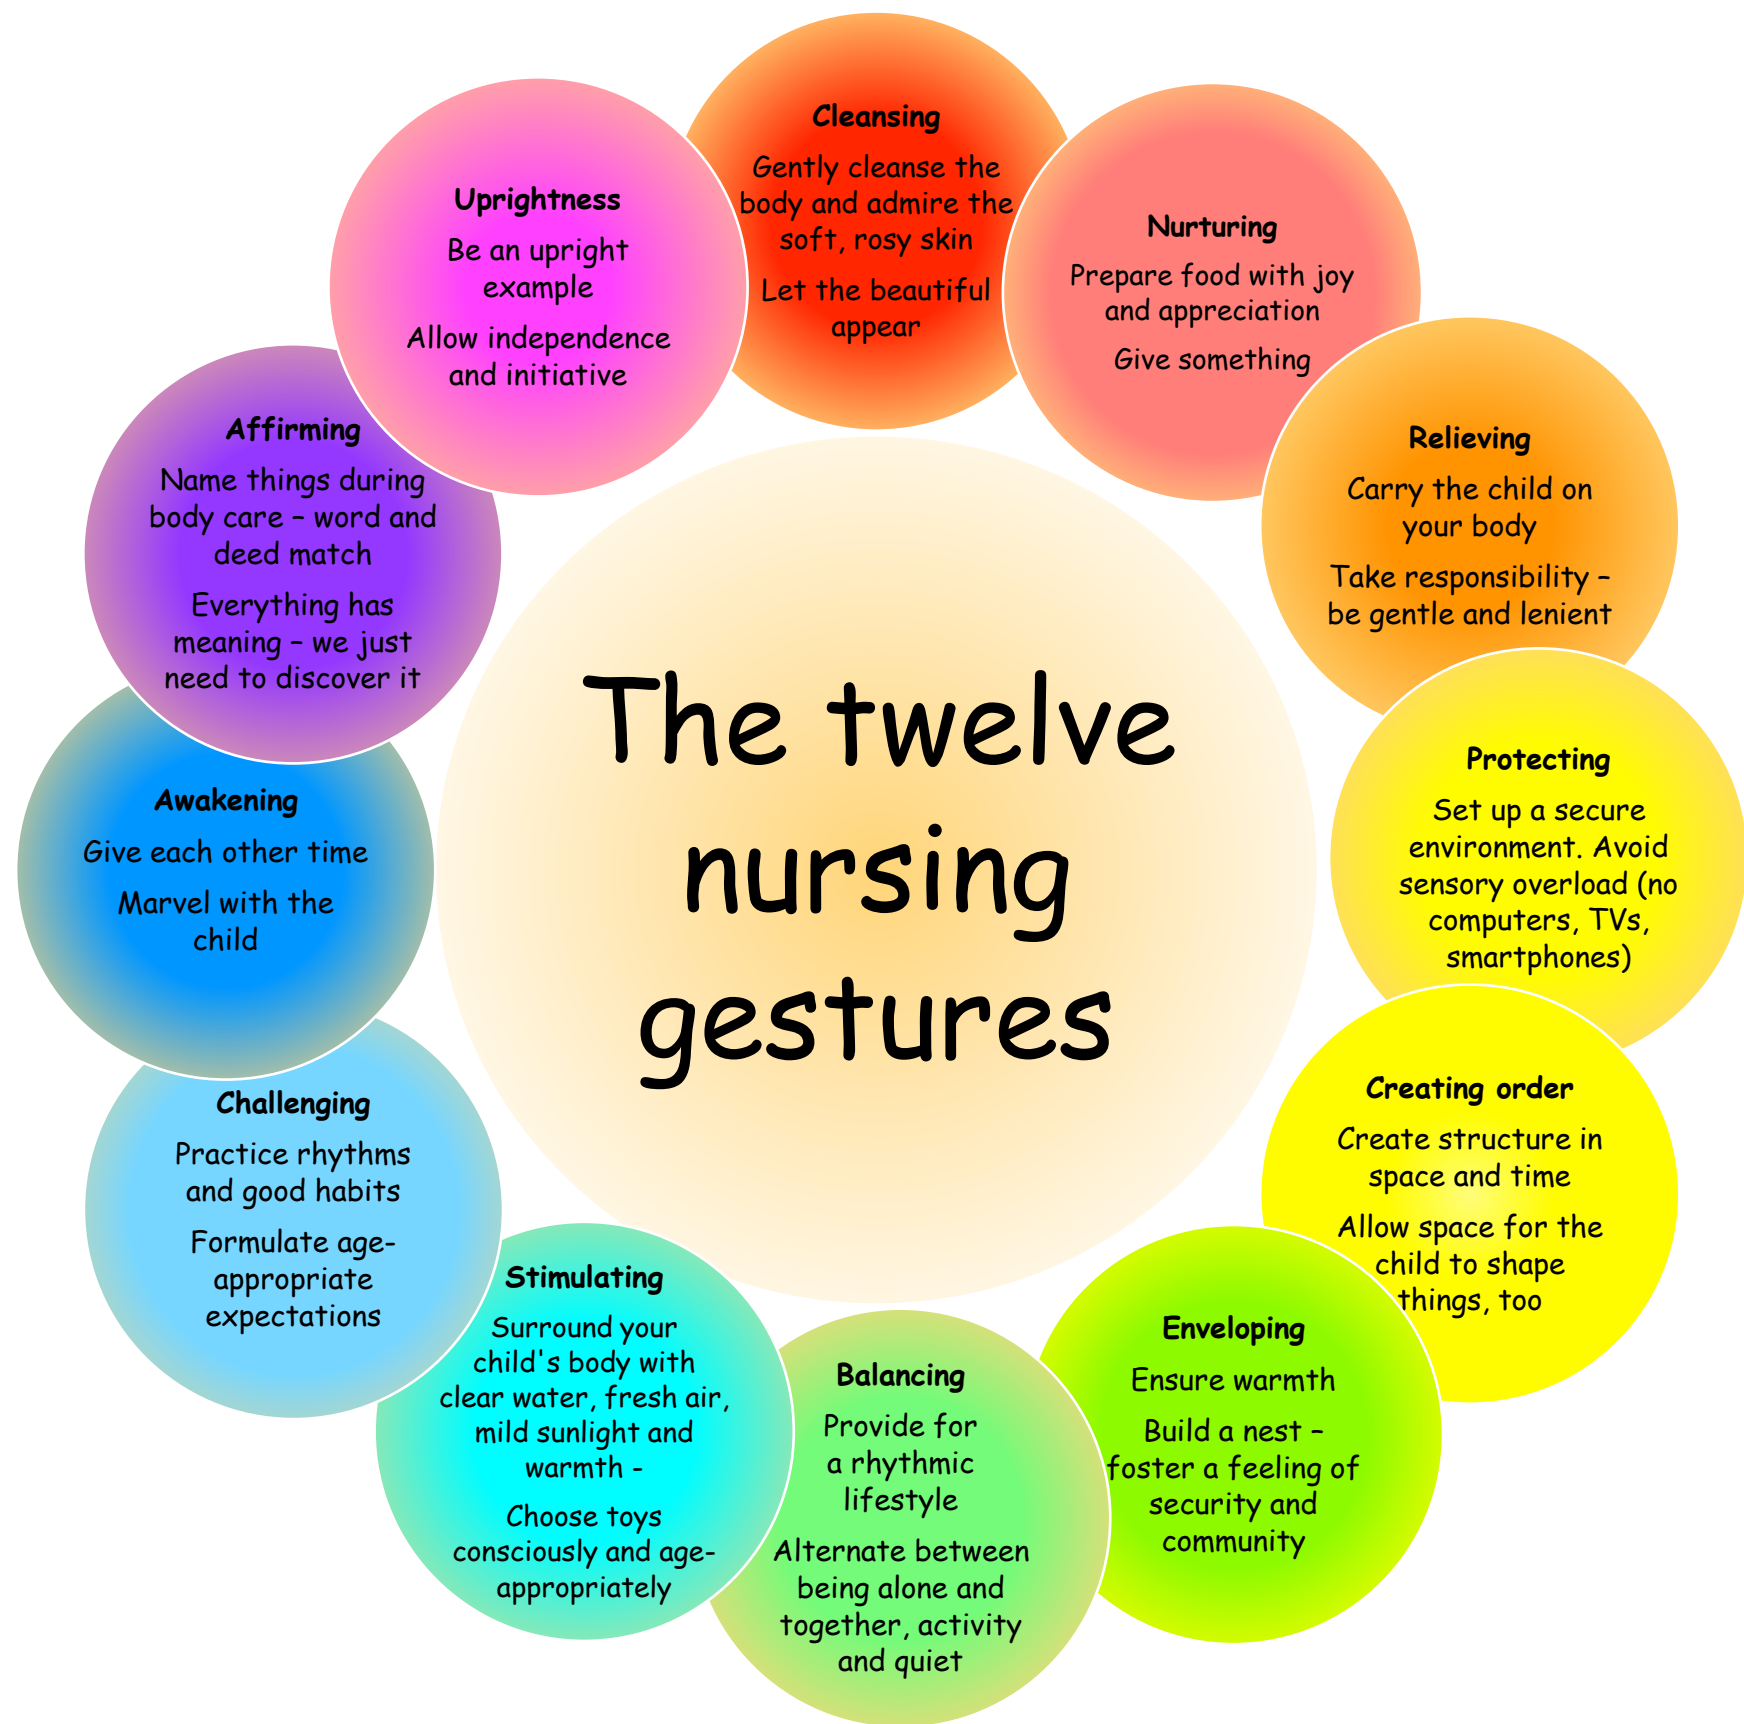 Cleansing
Gently cleanse the
body and admire the
soft, rosy skin
Let the beautiful
appear
Nurturing
Prepare food with joy
and appreciation
Give something
Relieving
Carry the child on
your body
Take responsibility –
be gentle and lenient
Protecting
Set up a secure
environment. Avoid
sensory overload (no
computers, TVs,
smartphones)
Creating order
Create structure in
space and time
Allow space for the
child to shape
things, too
Enveloping
Ensure warmth
Build a nest –
foster a feeling of
security and
community
Balancing
Provide for
a rhythmic
lifestyle
Alternate between
being alone and
together, activity
and quiet
Stimulating
Surround your
child's body with
clear water, fresh air,
mild sunlight and
warmth -
Choose toys
consciously and age-
appropriately
Challenging
Practice rhythms
and good habits
Formulate age-
appropriate
expectations
Awakening
Give each other time
Marvel with the
child
Affirming
Name things during
body care – word and
deed match
Everything has
meaning – we just
need to discover it
Uprightness
Be an upright
example
Allow independence
and initiative
The twelve
nursing
gestures